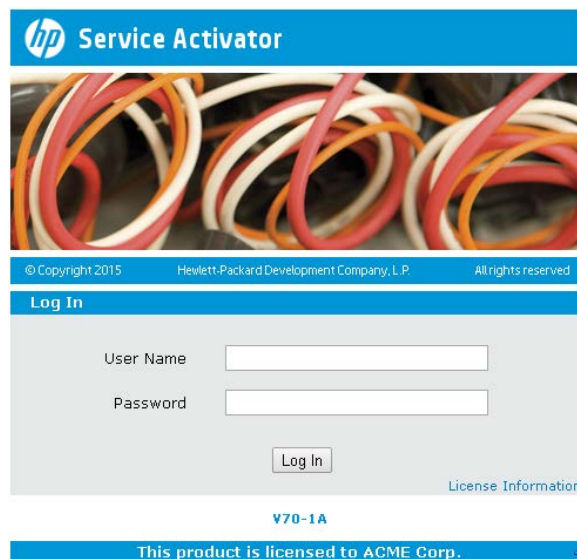 hp Service Activator
© Copyright 2015 Hewlett-Packard Development Company, L.P. All rights reserved
Log In
User Name
Password
Log In
License Information
V70-1A
This product is licensed to ACME Corp.